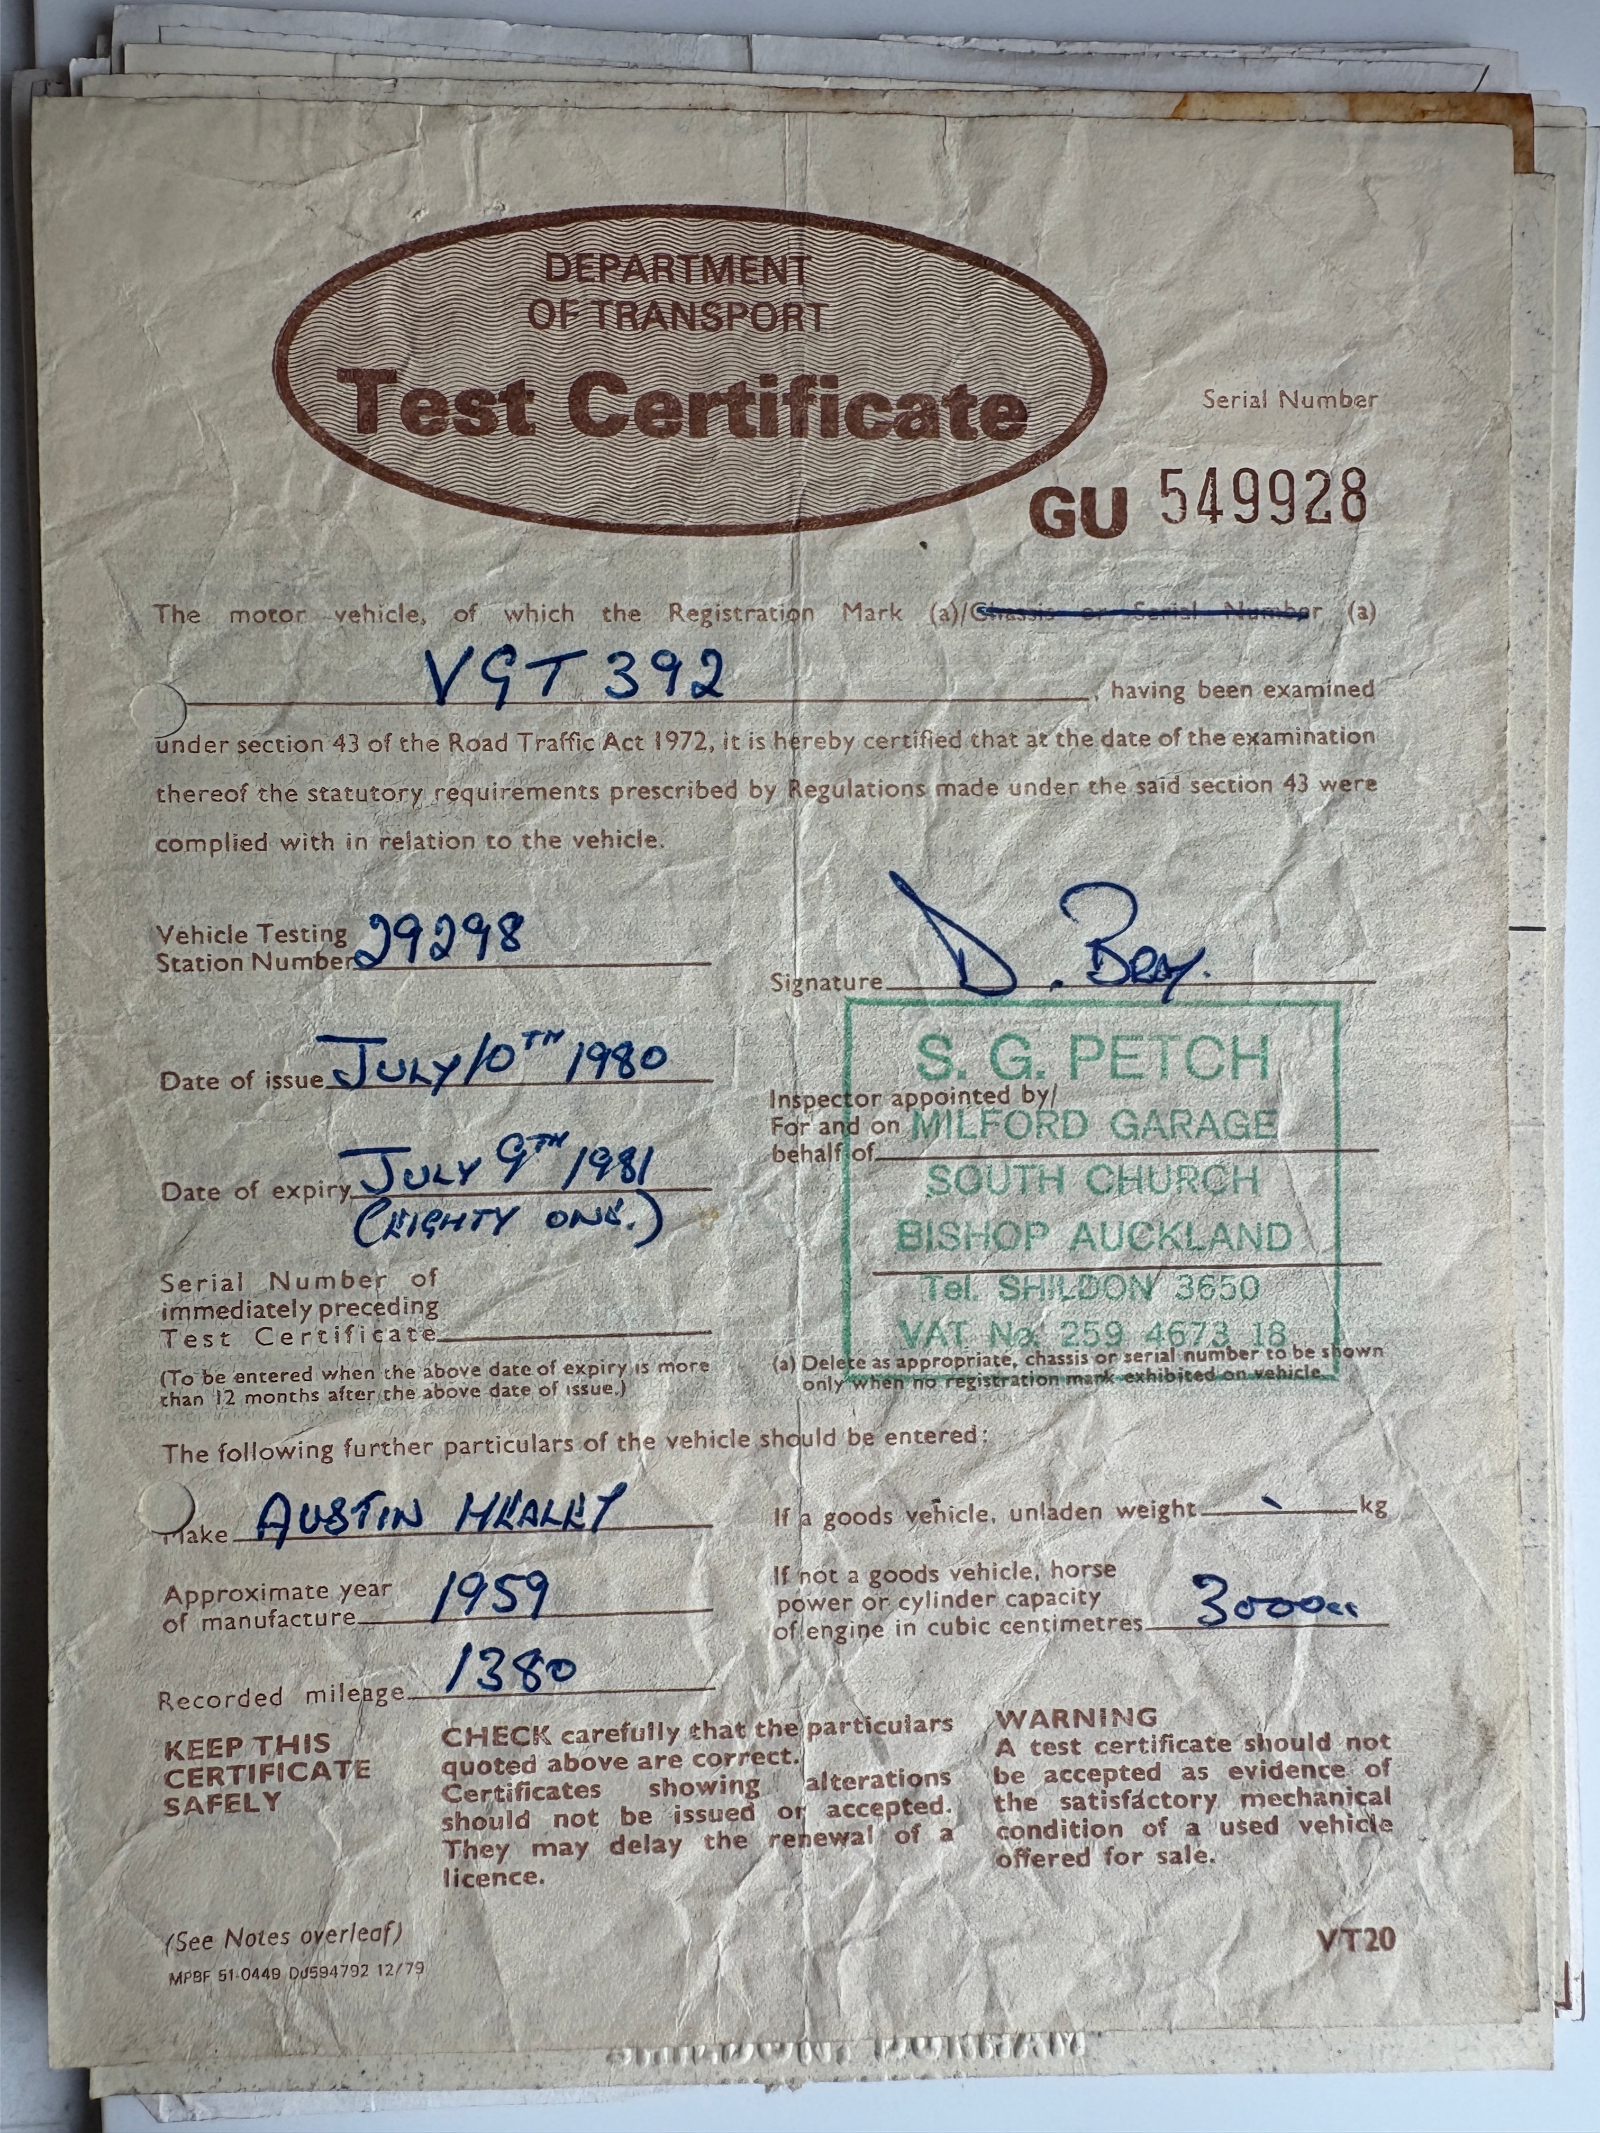 DEPARTMENT
OF TRANSPORT
Test Certificate
Serial Number
GU 549928
The motor vehicle, of which the Registration Mark (a)/Chassis or Serial Number (a)
VGT 392 , having been examined
under section 43 of the Road Traffic Act 1972, it is hereby certified that at the date of the examination
thereof the statutory requirements prescribed by Regulations made under the said section 43 were
complied with in relation to the vehicle.
Vehicle Testing
Station Number 29298
Signature D. Bray.
Date of issue JULY 10TH 1980
Date of expiry JULY 9TH 1981
(EIGHTY ONE.)
S. G. PETCH
Inspector appointed by/
For and on
behalf of
MILFORD GARAGE
SOUTH CHURCH
BISHOP AUCKLAND
Tel. SHILDON 3650
VAT No. 259 4673 18
Serial Number of
immediately preceding
Test Certificate
(To be entered when the above date of expiry is more
than 12 months after the above date of issue.)
(a) Delete as appropriate, chassis or serial number to be shown
only when no registration mark exhibited on vehicle.
The following further particulars of the vehicle should be entered:
Make AUSTIN HEALEY
If a goods vehicle, unladen weight kg
Approximate year
of manufacture 1959
If not a goods vehicle, horse
power or cylinder capacity
of engine in cubic centimetres 3000cc
Recorded mileage 1380
KEEP THIS
CERTIFICATE
SAFELY
CHECK carefully that the particulars
quoted above are correct.
Certificates showing alterations
should not be issued or accepted.
They may delay the renewal of a
licence.
WARNING
A test certificate should not
be accepted as evidence of
the satisfactory mechanical
condition of a used vehicle
offered for sale.
(See Notes overleaf)
MPBF 51-0449 Dd594792 12/79
VT20